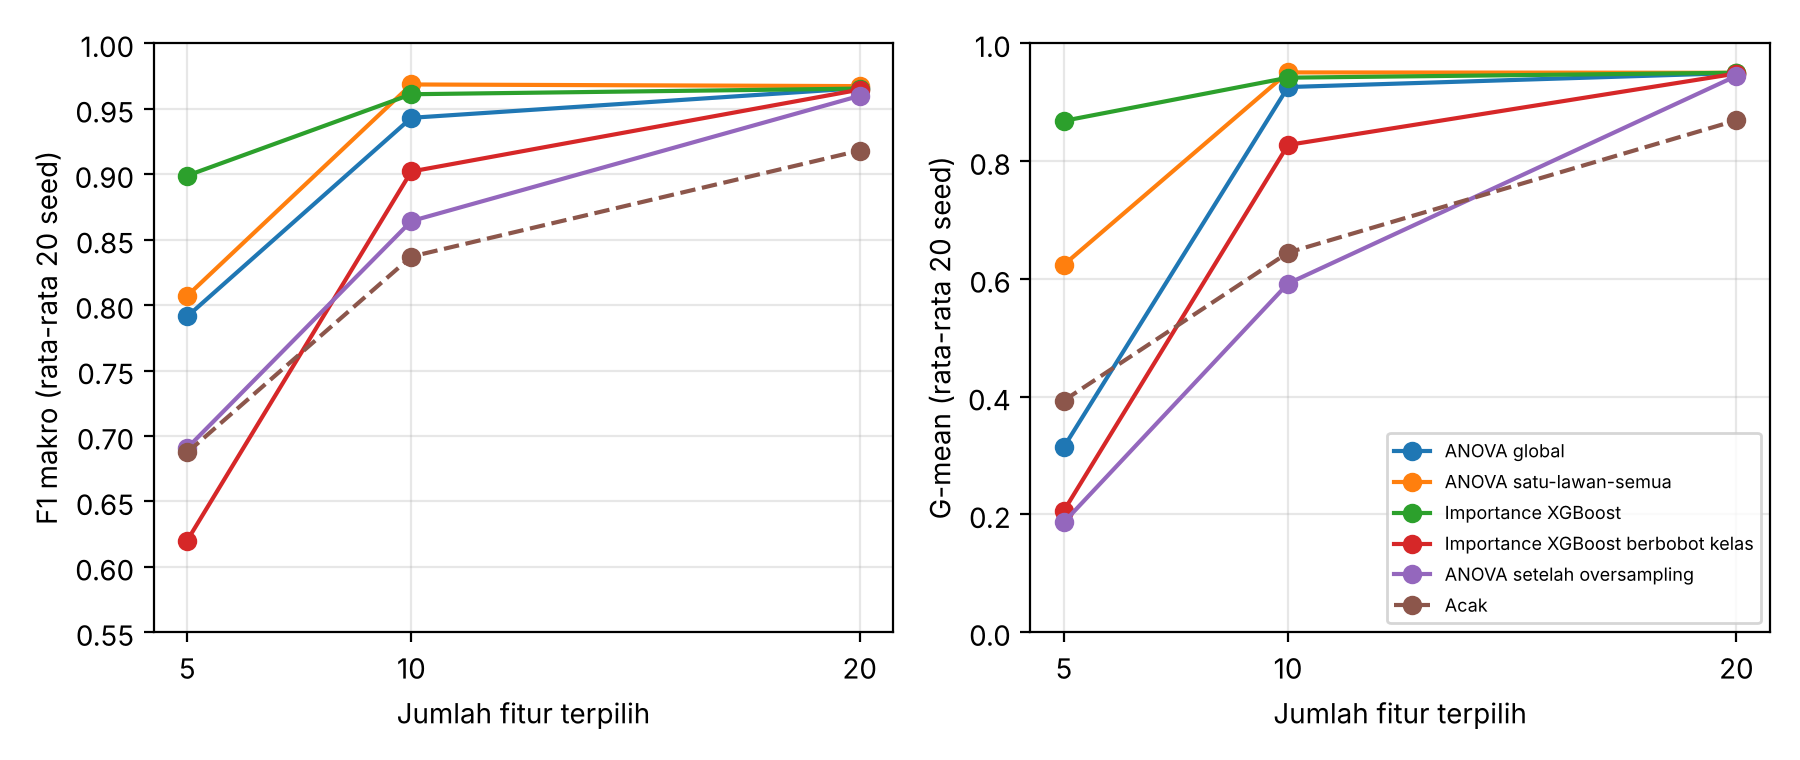 1.00
0.95
0.90
0.85
0.80
0.75
0.70
0.65
0.60
0.55
F1 makro (rata-rata 20 seed)
5
10
20
Jumlah fitur terpilih
1.0
0.8
0.6
0.4
0.2
0.0
G-mean (rata-rata 20 seed)
5
10
20
Jumlah fitur terpilih
ANOVA global
ANOVA satu-lawan-semua
Importance XGBoost
Importance XGBoost berbobot kelas
ANOVA setelah oversampling
Acak